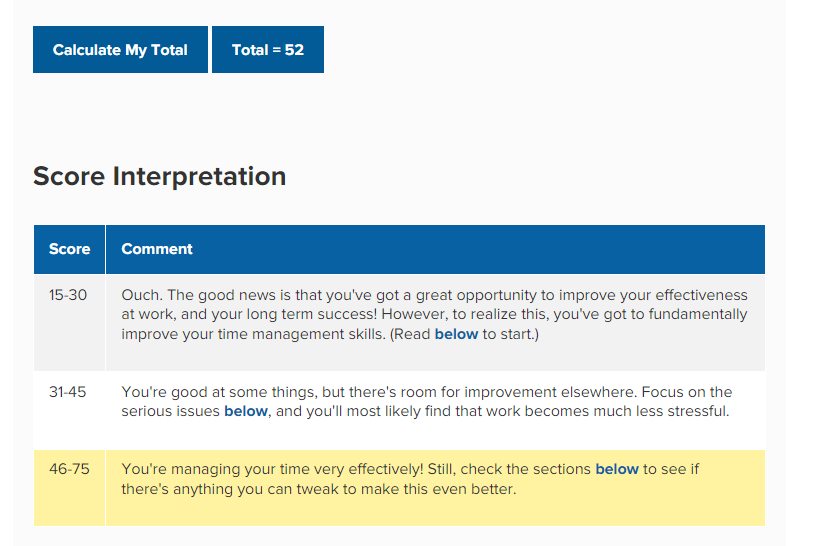 Calculate My Total
Total = 52
Score Interpretation
Score
Comment
15-30
Ouch. The good news is that you've got a great opportunity to improve your effectiveness
at work, and your long term success! However, to realize this, you've got to fundamentally
improve your time management skills. (Read below to start.)
31-45
You're good at some things, but there's room for improvement elsewhere. Focus on the
serious issues below, and you'll most likely find that work becomes much less stressful.
46-75
You're managing your time very effectively! Still, check the sections below to see if
there's anything you can tweak to make this even better.